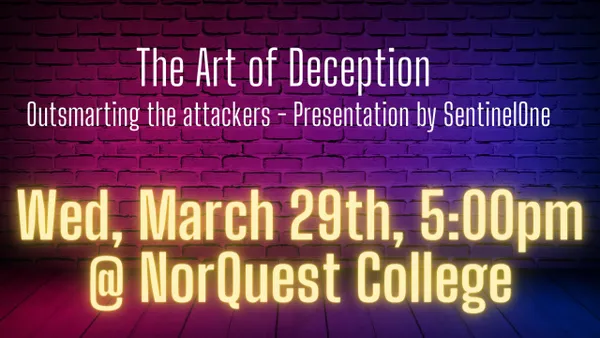 The Art of Deception
Outsmarting the attackers - Presentation by SentinelOne
Wed, March 29th, 5:00pm
@ NorQuest College